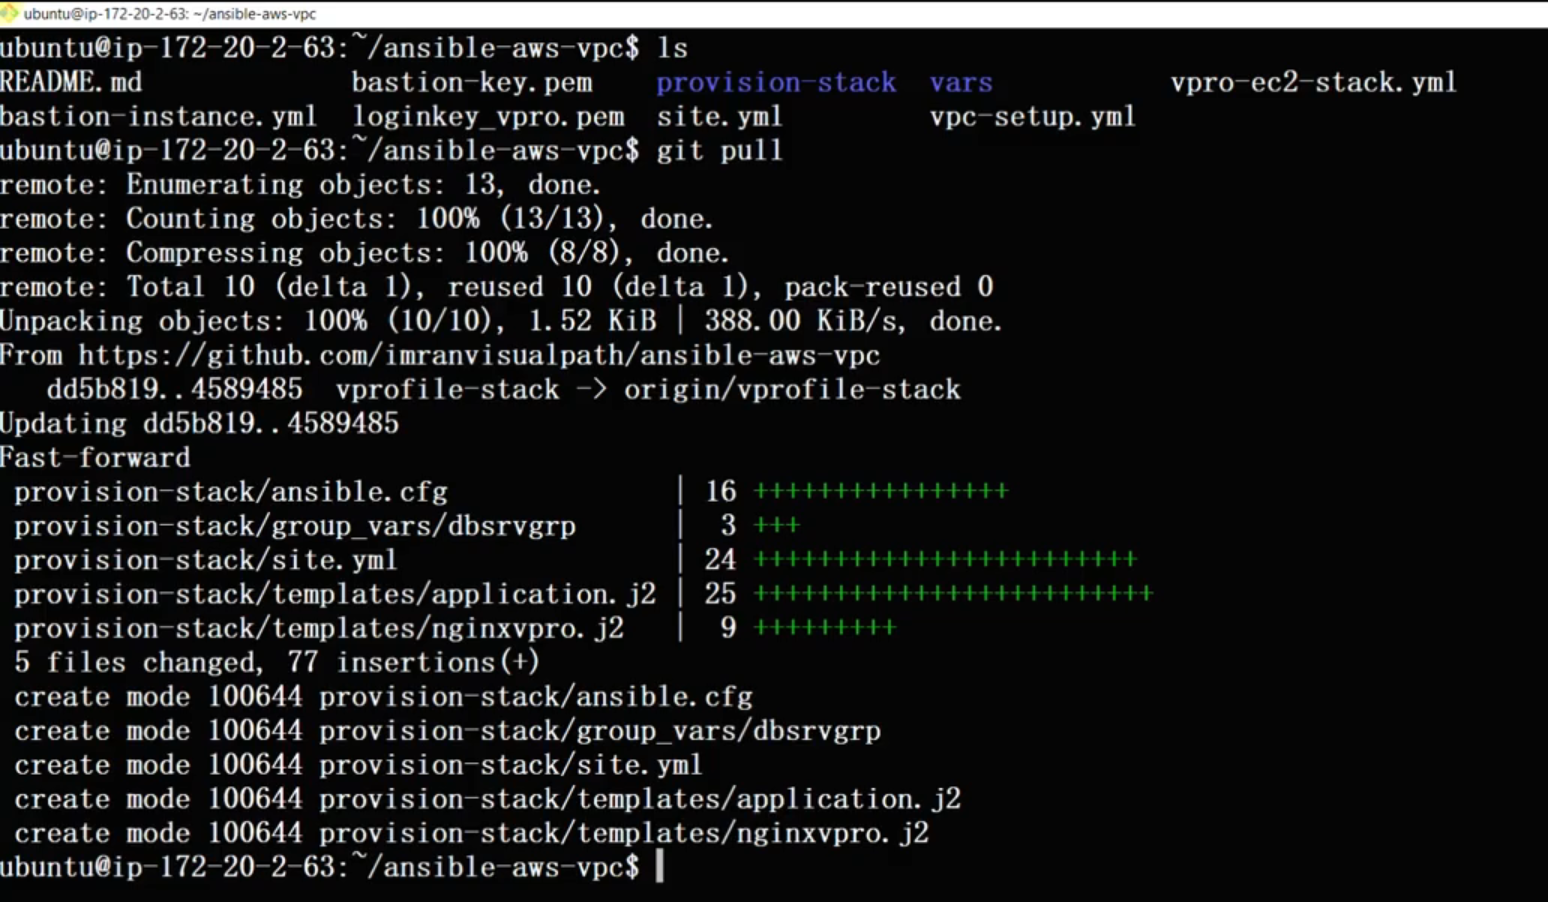 ubuntu@ip-172-20-2-63: ~/ansible-aws-vpc
ubuntu@ip-172-20-2-63:~/ansible-aws-vpc$ ls
README.md             bastion-key.pem    provision-stack  vars           vpro-ec2-stack.yml
bastion-instance.yml  loginkey_vpro.pem  site.yml         vpc-setup.yml
ubuntu@ip-172-20-2-63:~/ansible-aws-vpc$ git pull
remote: Enumerating objects: 13, done.
remote: Counting objects: 100% (13/13), done.
remote: Compressing objects: 100% (8/8), done.
remote: Total 10 (delta 1), reused 10 (delta 1), pack-reused 0
Unpacking objects: 100% (10/10), 1.52 KiB | 388.00 KiB/s, done.
From https://github.com/imranvisualpath/ansible-aws-vpc
   dd5b819..4589485  vprofile-stack -> origin/vprofile-stack
Updating dd5b819..4589485
Fast-forward
 provision-stack/ansible.cfg              | 16 ++++++++++++++++
 provision-stack/group_vars/dbsrvgrp      |  3 +++
 provision-stack/site.yml                 | 24 ++++++++++++++++++++++++
 provision-stack/templates/application.j2 | 25 +++++++++++++++++++++++++
 provision-stack/templates/nginxvpro.j2   |  9 +++++++++
 5 files changed, 77 insertions(+)
 create mode 100644 provision-stack/ansible.cfg
 create mode 100644 provision-stack/group_vars/dbsrvgrp
 create mode 100644 provision-stack/site.yml
 create mode 100644 provision-stack/templates/application.j2
 create mode 100644 provision-stack/templates/nginxvpro.j2
ubuntu@ip-172-20-2-63:~/ansible-aws-vpc$